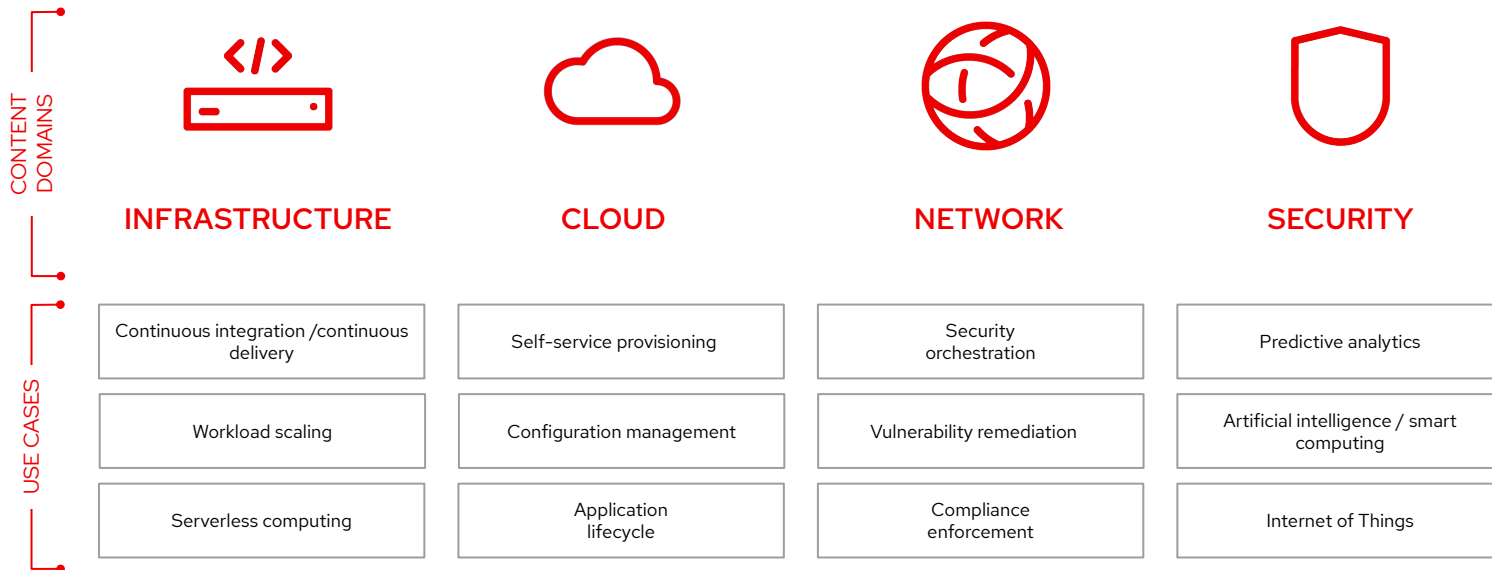 CONTENT
DOMAINS
</>
INFRASTRUCTURE
CLOUD
NETWORK
SECURITY
USE CASES
Continuous integration /continuous
delivery
Self-service provisioning
Security
orchestration
Predictive analytics
Workload scaling
Configuration management
Vulnerability remediation
Artificial intelligence / smart
computing
Serverless computing
Application
lifecycle
Compliance
enforcement
Internet of Things